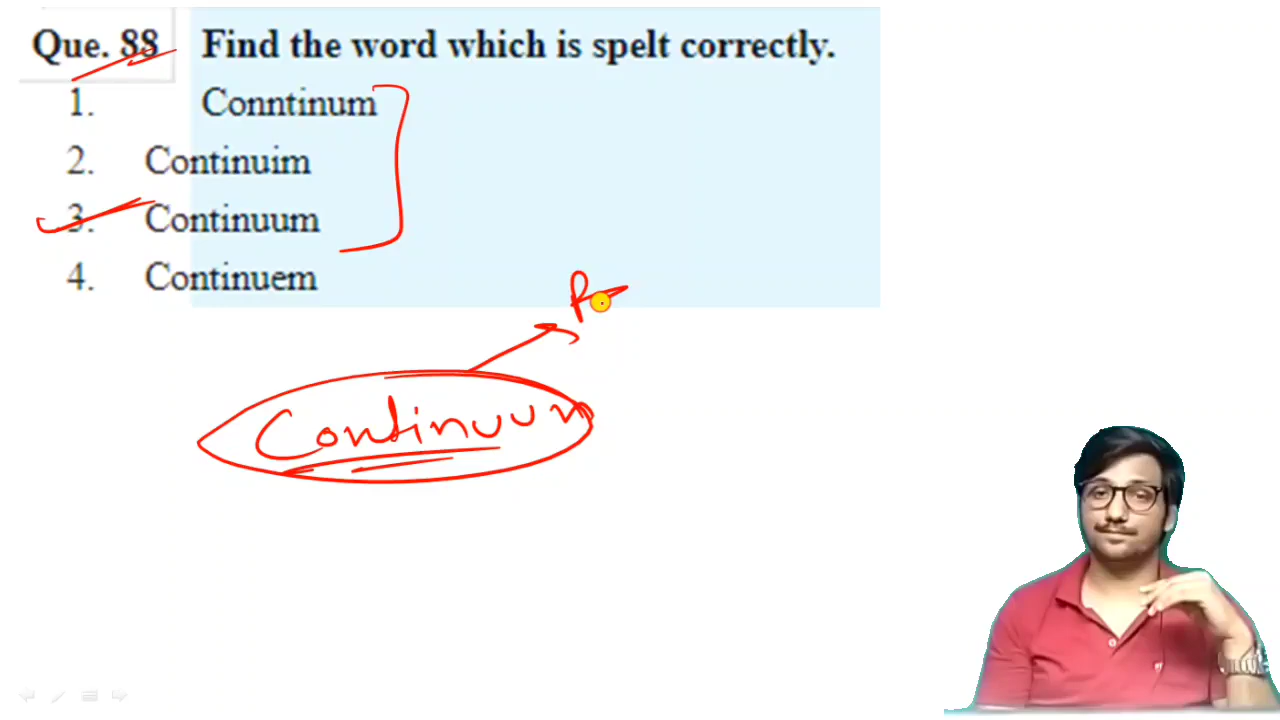 Que. 88 Find the word which is spelt correctly.
1. Conntinum
2. Continuim
3. Continuum
4. Continuem
Continuum